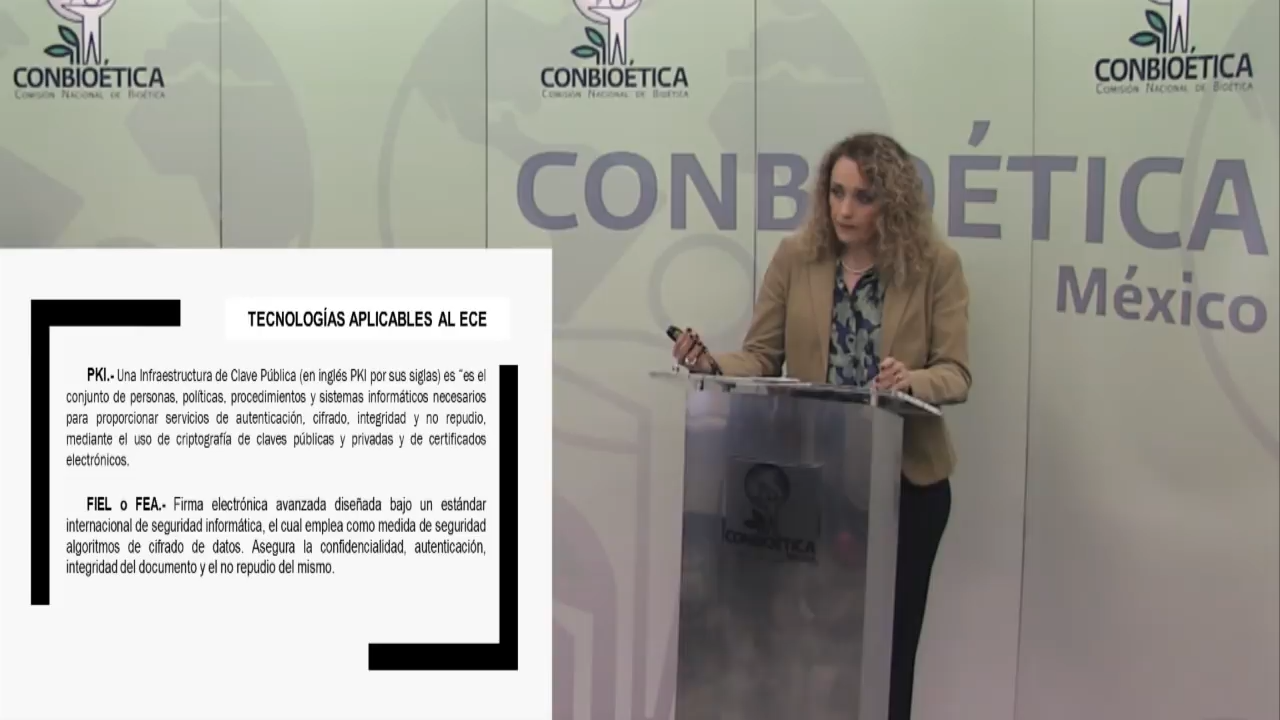 CONBIOÉTICA
COMISIÓN NACIONAL DE BIOÉTICA
CONBIOÉTICA
COMISIÓN NACIONAL DE BIOÉTICA
CONBIOÉTICA
COMISIÓN NACIONAL DE BIOÉTICA
CONB OÉTICA
México
TECNOLOGÍAS APLICABLES AL ECE
PKI.- Una Infraestructura de Clave Pública (en inglés PKI por sus siglas) es “es el
conjunto de personas, políticas, procedimientos y sistemas informáticos necesarios
para proporcionar servicios de autenticación, cifrado, integridad y no repudio,
mediante el uso de criptografía de claves públicas y privadas y de certificados
electrónicos.
FIEL o FEA.- Firma electrónica avanzada diseñada bajo un estándar
internacional de seguridad informática, el cual emplea como medida de seguridad
algoritmos de cifrado de datos. Asegura la confidencialidad, autenticación,
integridad del documento y el no repudio del mismo.
CONBIOÉTICA